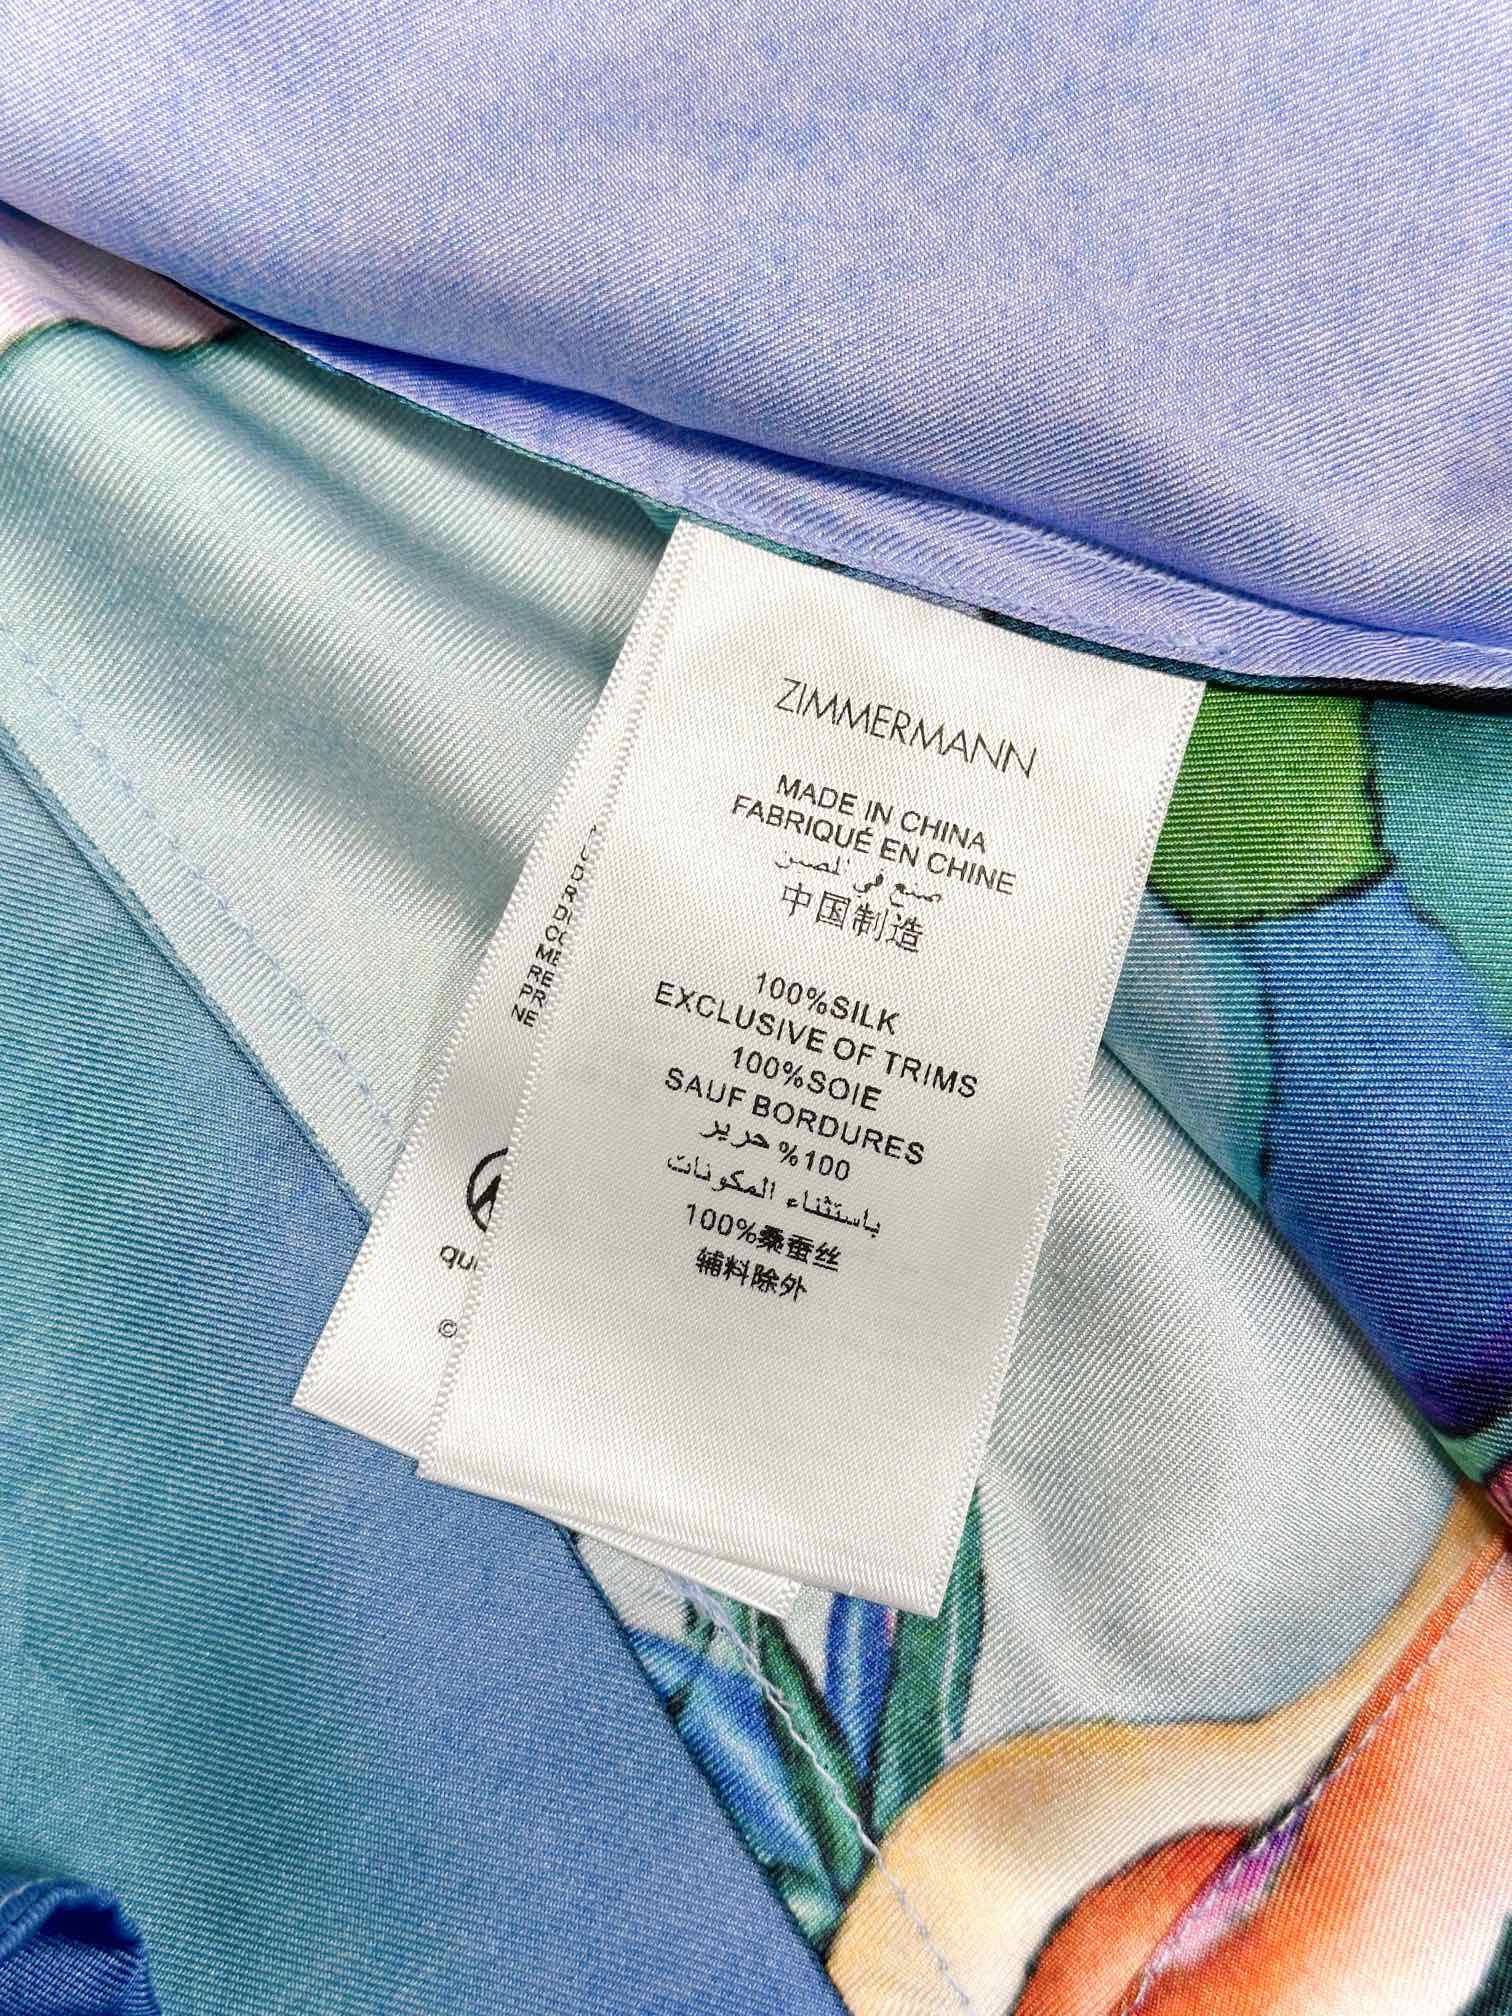 ZIMMERMANN
MADE IN CHINA
FABRIQUÉ EN CHINE
صنع في الصين
中国制造
100%SILK
EXCLUSIVE OF TRIMS
100%SOIE
SAUF BORDURES
100% حرير
باستثناء المكونات
100%桑蚕丝
辅料除外
©